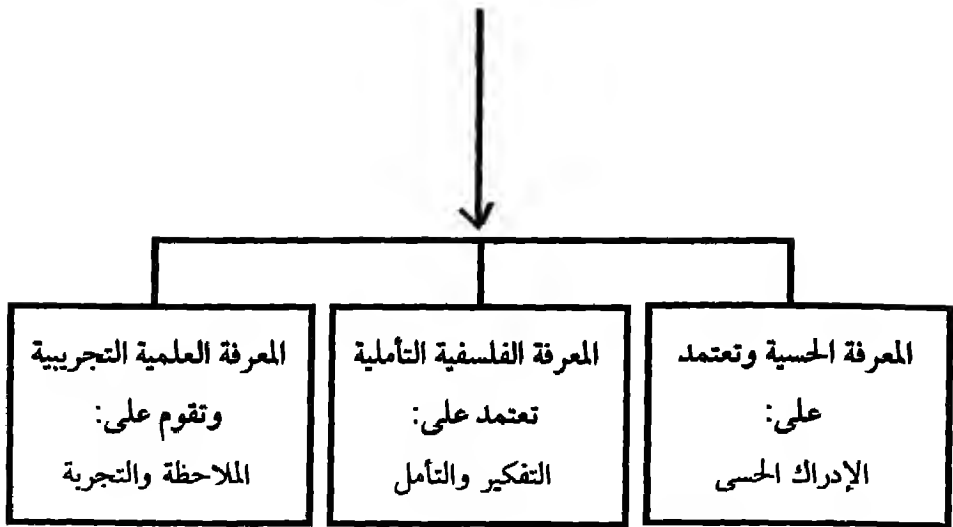 المعرفة الحسية وتعتمد
على:
الإدراك الحسى
المعرفة الفلسفية التأملية
تعتمد على:
التفكير والتأمل
المعرفة العلمية التجريبية
وتقوم على:
الملاحظة والتجربة